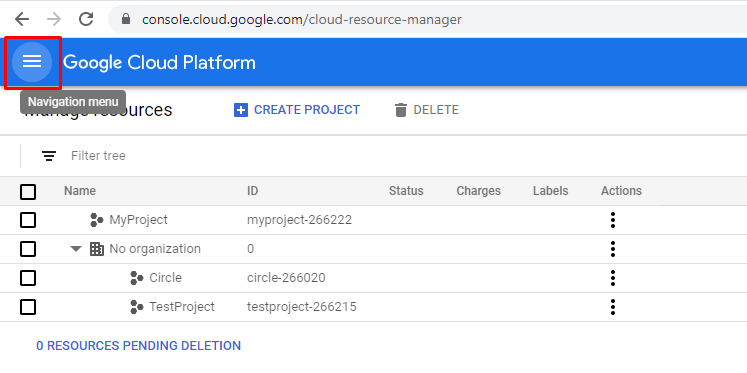 console.cloud.google.com/cloud-resource-manager
Google Cloud Platform
Navigation menu
Manage resources CREATE PROJECT DELETE
Filter tree
Name ID Status Charges Labels Actions
MyProject myproject-266222
No organization 0
Circle circle-266020
TestProject testproject-266215
0 RESOURCES PENDING DELETION